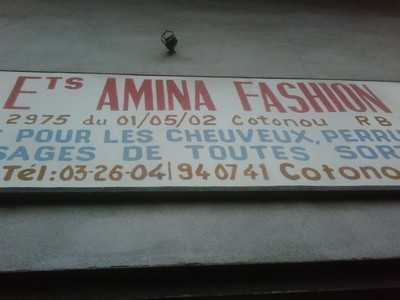 ETS AMINA FASHION
2975 du 01/05/02 Cotonou RB
POUR LES CHEUVEUX, PERRU
SAGES DE TOUTES SORT
Tél: 03-26-04/94 07 41 Cotono